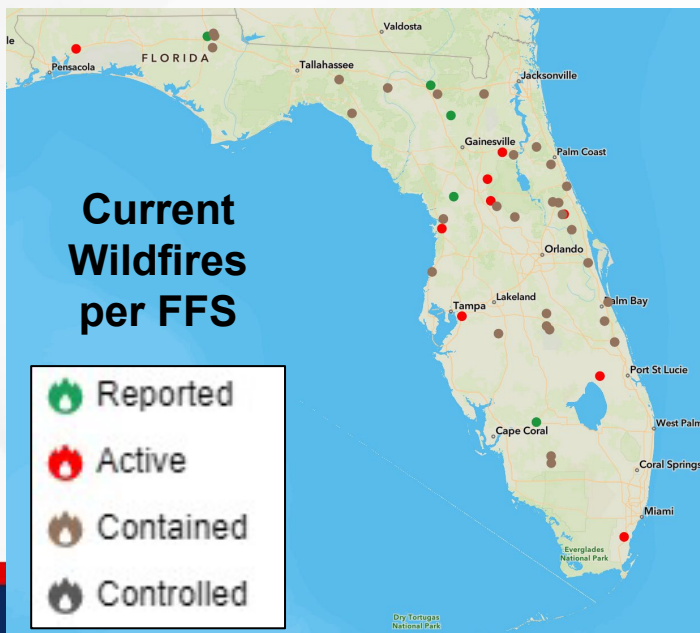 Valdosta
le
FLORIDA
Pensacola
Tallahassee
Jacksonville
Gainesville
Palm Coast
Current
Wildfires
per FFS
Orlando
Lakeland
Tampa
Palm Bay
Port St Lucie
Reported
Cape Coral
West Palm
Active
Coral Springs
Contained
Miami
Everglades
National Park
Controlled
Dry Tortugas
National Park